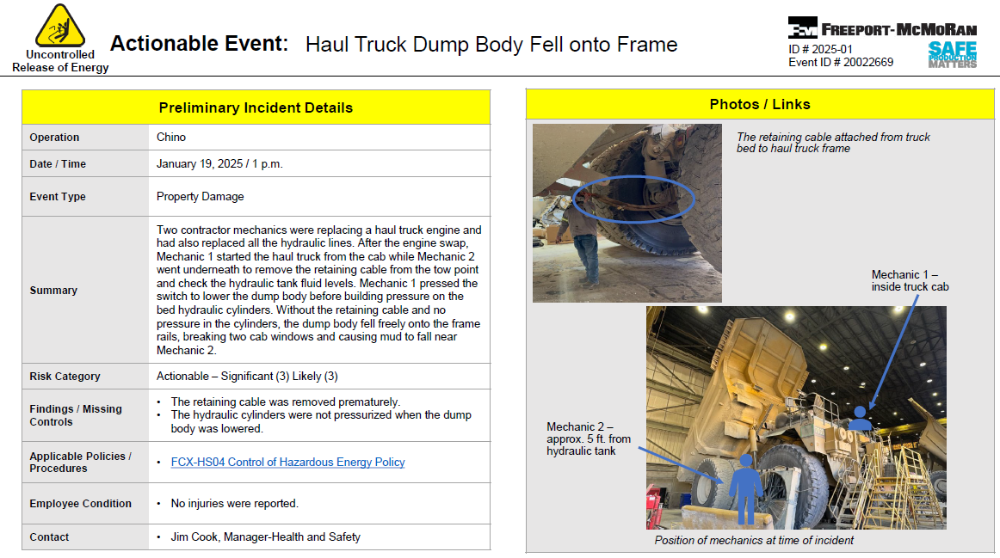 Uncontrolled
Release of Energy
Actionable Event: Haul Truck Dump Body Fell onto Frame
FREEPORT-MCMORAN
ID # 2025-01
Event ID # 20022669
SAFE
PRODUCTION
MATTERS
Preliminary Incident Details
Operation
Chino
Date / Time
January 19, 2025 / 1 p.m.
Event Type
Property Damage
Summary
Two contractor mechanics were replacing a haul truck engine and
had also replaced all the hydraulic lines. After the engine swap,
Mechanic 1 started the haul truck from the cab while Mechanic 2
went underneath to remove the retaining cable from the tow point
and check the hydraulic tank fluid levels. Mechanic 1 pressed the
switch to lower the dump body before building pressure on the
bed hydraulic cylinders. Without the retaining cable and no
pressure in the cylinders, the dump body fell freely onto the frame
rails, breaking two cab windows and causing mud to fall near
Mechanic 2.
Risk Category
Actionable – Significant (3) Likely (3)
Findings / Missing
Controls
• The retaining cable was removed prematurely.
• The hydraulic cylinders were not pressurized when the dump
body was lowered.
Applicable Policies /
Procedures
• FCX-HS04 Control of Hazardous Energy Policy
Employee Condition
• No injuries were reported.
Contact
• Jim Cook, Manager-Health and Safety
Photos / Links
The retaining cable attached from truck
bed to haul truck frame
Mechanic 1 –
inside truck cab
Mechanic 2 –
approx. 5 ft. from
hydraulic tank
Position of mechanics at time of incident